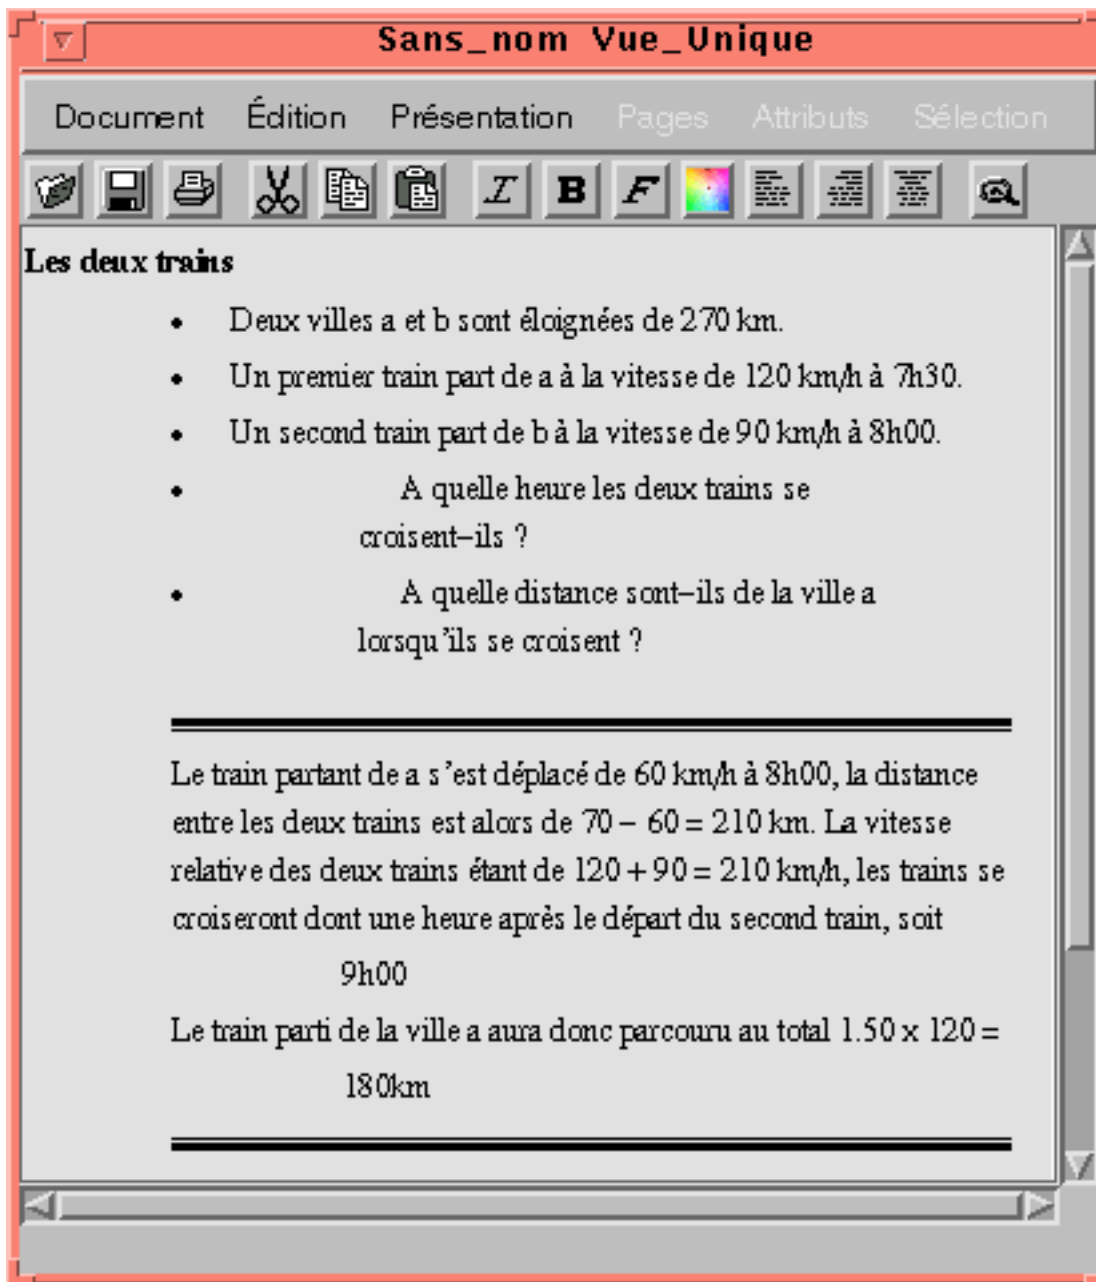 Sans_nom Vue_Unique
Document Édition Présentation Pages Attributs Sélection
I B F
Les deux trains
• Deux villes a et b sont éloignées de 270 km.
• Un premier train part de a à la vitesse de 120 km/h à 7h30.
• Un second train part de b à la vitesse de 90 km/h à 8h00.
• A quelle heure les deux trains se
croisent–ils ?
• A quelle distance sont–ils de la ville a
lorsqu'ils se croisent ?
Le train partant de a s'est déplacé de 60 km/h à 8h00, la distance
entre les deux trains est alors de 70 – 60 = 210 km. La vitesse
relative des deux trains étant de 120 + 90 = 210 km/h, les trains se
croiseront dont une heure après le départ du second train, soit
9h00
Le train parti de la ville a aura donc parcouru au total 1.50 x 120 =
180km